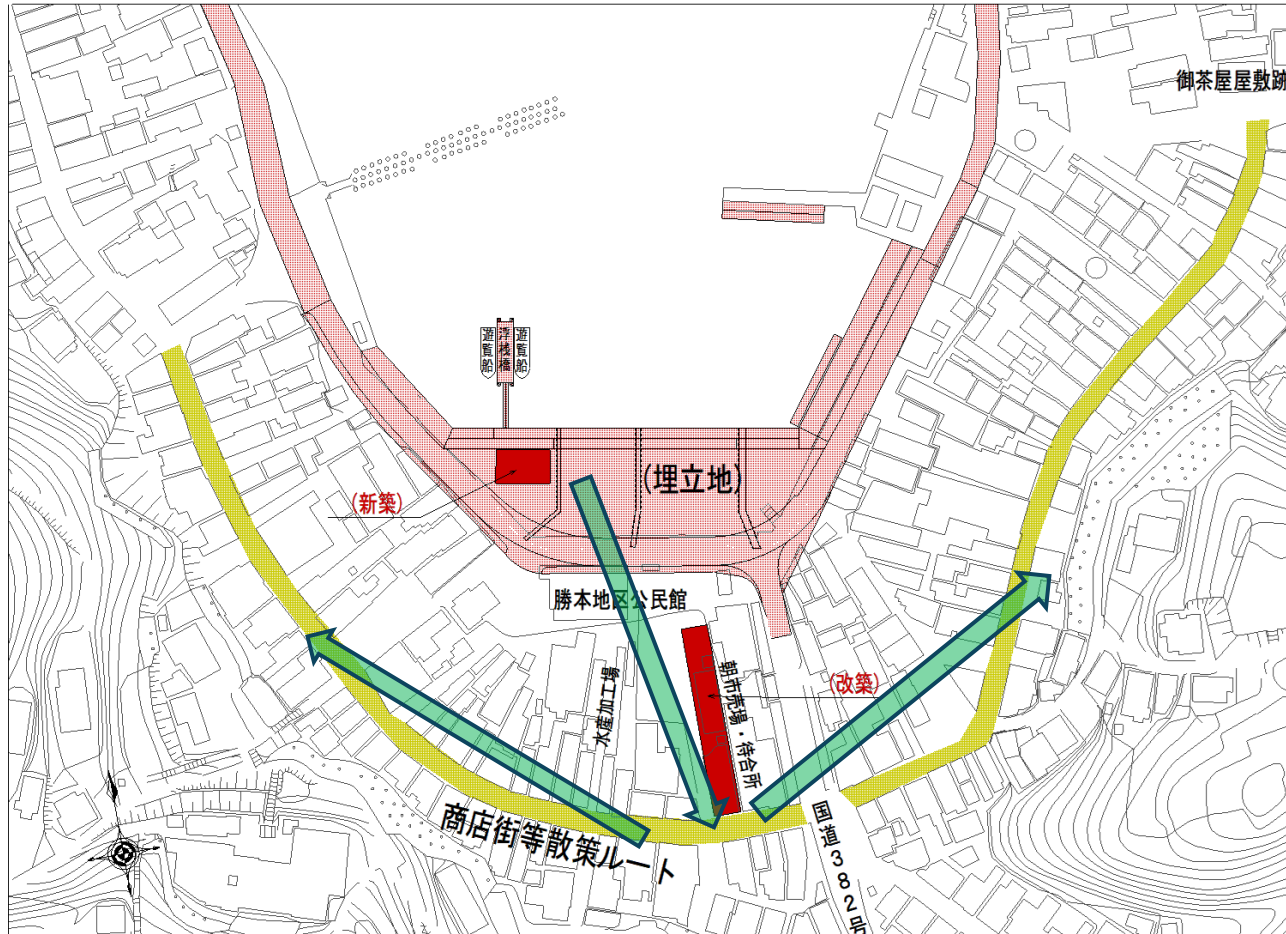 御茶屋屋敷跡
遊覧船
浮桟橋
遊覧船
(埋立地)
(新築)
勝本地区公民館
水産加工場
朝市売場・待合所
(改築)
商店街等散策ルート
国道382号